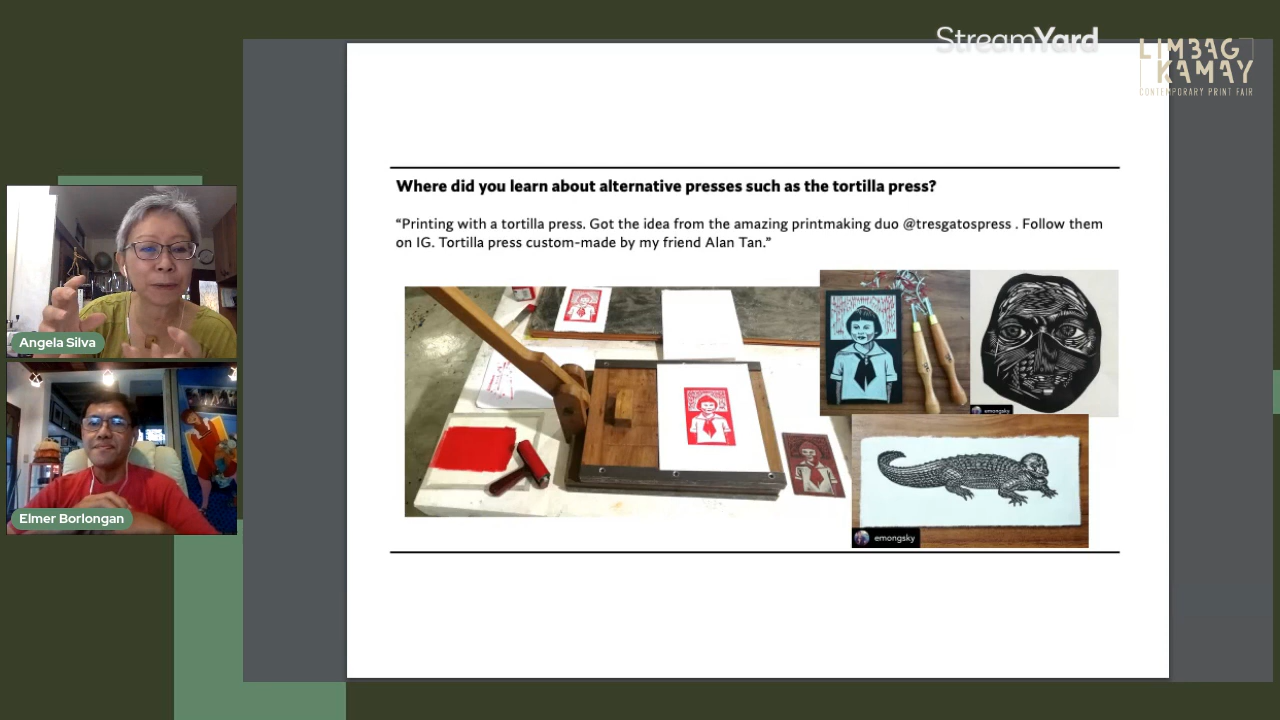 StreamYard
LIMBAG
KAMAY
CONTEMPORARY PRINT FAIR
Where did you learn about alternative presses such as the tortilla press?
“Printing with a tortilla press. Got the idea from the amazing printmaking duo @tresgatospress . Follow them
on IG. Tortilla press custom-made by my friend Alan Tan.”
Angela Silva
emongsky
Elmer Borlongan
emongsky